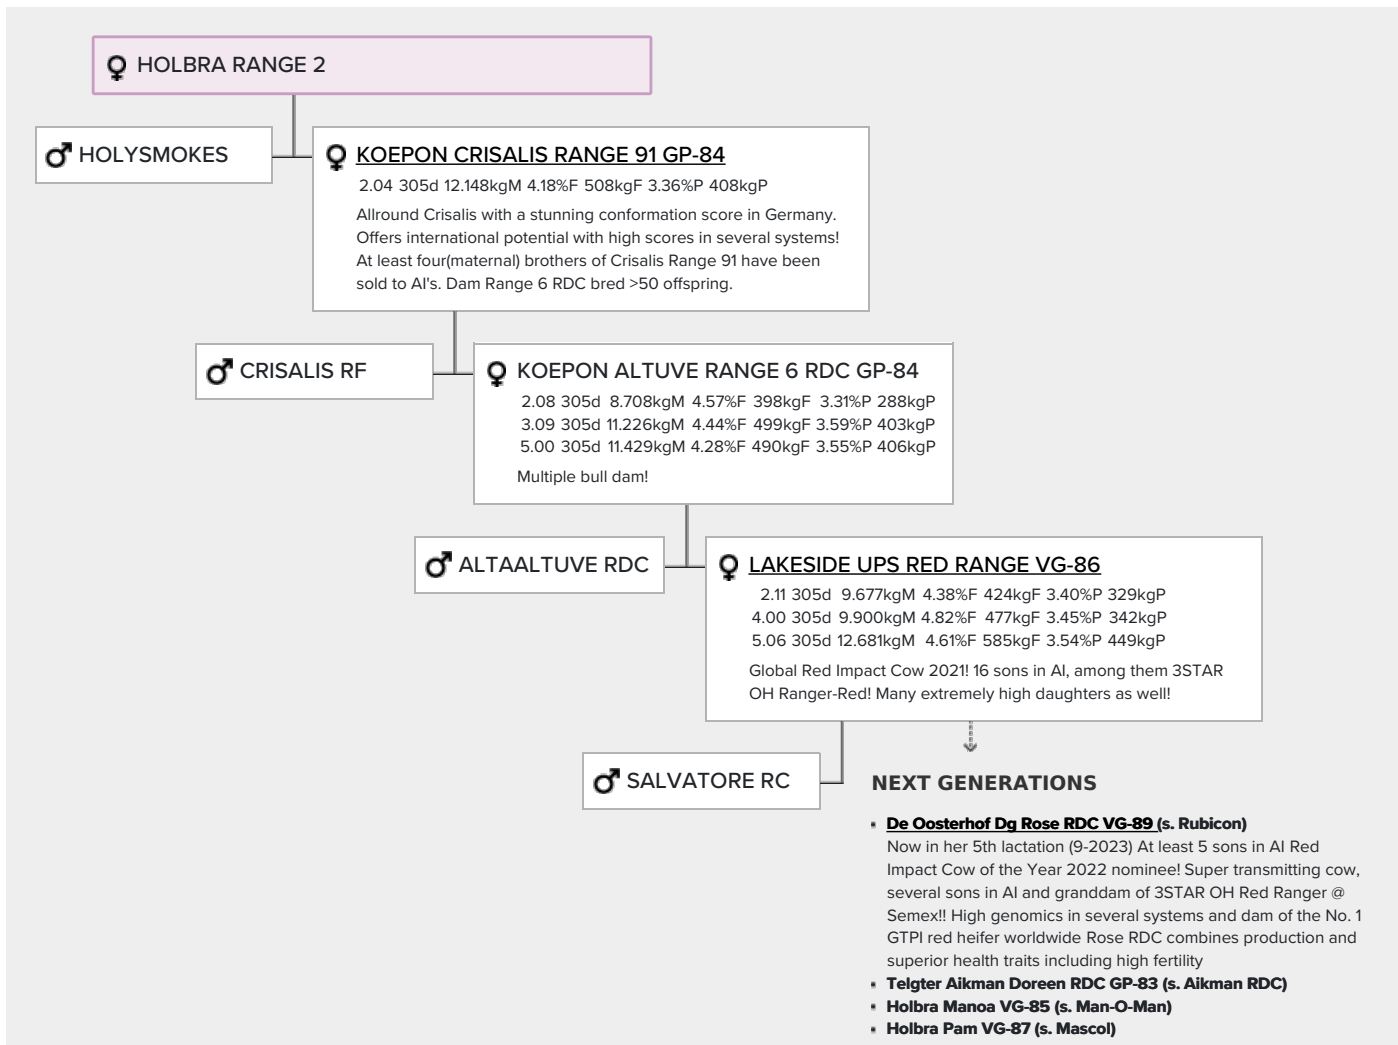 HOLBRA RANGE 2
HOLYSMOKES
KOEPON CRISALIS RANGE 91 GP-84
2.04 305d 12.148kgM 4.18%F 508kgF 3.36%P 408kgP
Allround Crisalis with a stunning conformation score in Germany.
Offers international potential with high scores in several systems!
At least four(maternal) brothers of Crisalis Range 91 have been
sold to AI's. Dam Range 6 RDC bred >50 offspring.
CRISALIS RF
KOEPON ALTUVE RANGE 6 RDC GP-84
2.08 305d 8.708kgM 4.57%F 398kgF 3.31%P 288kgP
3.09 305d 11.226kgM 4.44%F 499kgF 3.59%P 403kgP
5.00 305d 11.429kgM 4.28%F 490kgF 3.55%P 406kgP
Multiple bull dam!
ALTAALTUVE RDC
LAKESIDE UPS RED RANGE VG-86
2.11 305d 9.677kgM 4.38%F 424kgF 3.40%P 329kgP
4.00 305d 9.900kgM 4.82%F 477kgF 3.45%P 342kgP
5.06 305d 12.681kgM 4.61%F 585kgF 3.54%P 449kgP
Global Red Impact Cow 2021! 16 sons in AI, among them 3STAR
OH Ranger-Red! Many extremely high daughters as well!
SALVATORE RC
NEXT GENERATIONS
De Oosterhof Dg Rose RDC VG-89 (s. Rubicon)
Now in her 5th lactation (9-2023) At least 5 sons in AI Red
Impact Cow of the Year 2022 nominee! Super transmitting cow,
several sons in AI and granddam of 3STAR OH Red Ranger @
Semex!! High genomics in several systems and dam of the No. 1
GTPI red heifer worldwide Rose RDC combines production and
superior health traits including high fertility
Telgter Aikman Doreen RDC GP-83 (s. Aikman RDC)
Holbra Manoa VG-85 (s. Man-O-Man)
Holbra Pam VG-87 (s. Mascol)